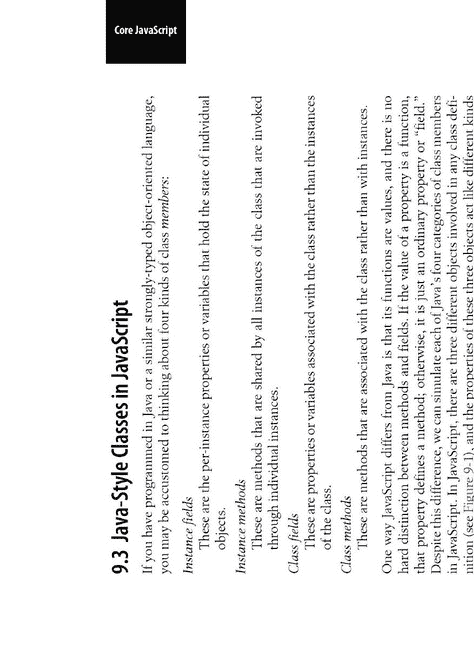 Core JavaScript
9.3 Java-Style Classes in JavaScript
If you have programmed in Java or a similar strongly-typed object-oriented language,
you may be accustomed to thinking about four kinds of class members:
Instance fields
These are the per-instance properties or variables that hold the state of individual
objects.
Instance methods
These are methods that are shared by all instances of the class that are invoked
through individual instances.
Class fields
These are properties or variables associated with the class rather than the instances
of the class.
Class methods
These are methods that are associated with the class rather than with instances.
One way JavaScript differs from Java is that its functions are values, and there is no
hard distinction between methods and fields. If the value of a property is a function,
that property defines a method; otherwise, it is just an ordinary property or “field.”
Despite this difference, we can simulate each of Java’s four categories of class members
in JavaScript. In JavaScript, there are three different objects involved in any class defi-
nition (see Figure 9-1), and the properties of these three objects act like different kinds